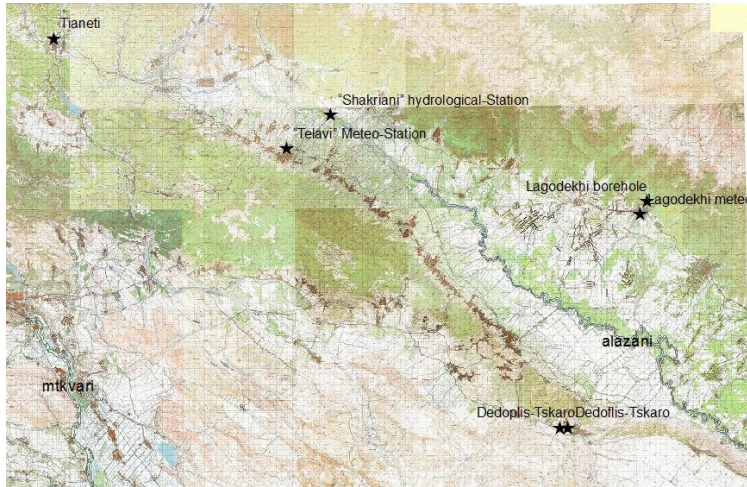 Tianeti
"Shakriani" hydrological-Station
"Telavi" Meteo-Station
Lagodekhi borehole
Lagodekhi meteo
alazani
mtkvari
Dedoplis-TskaroDedoflis-Tskaro